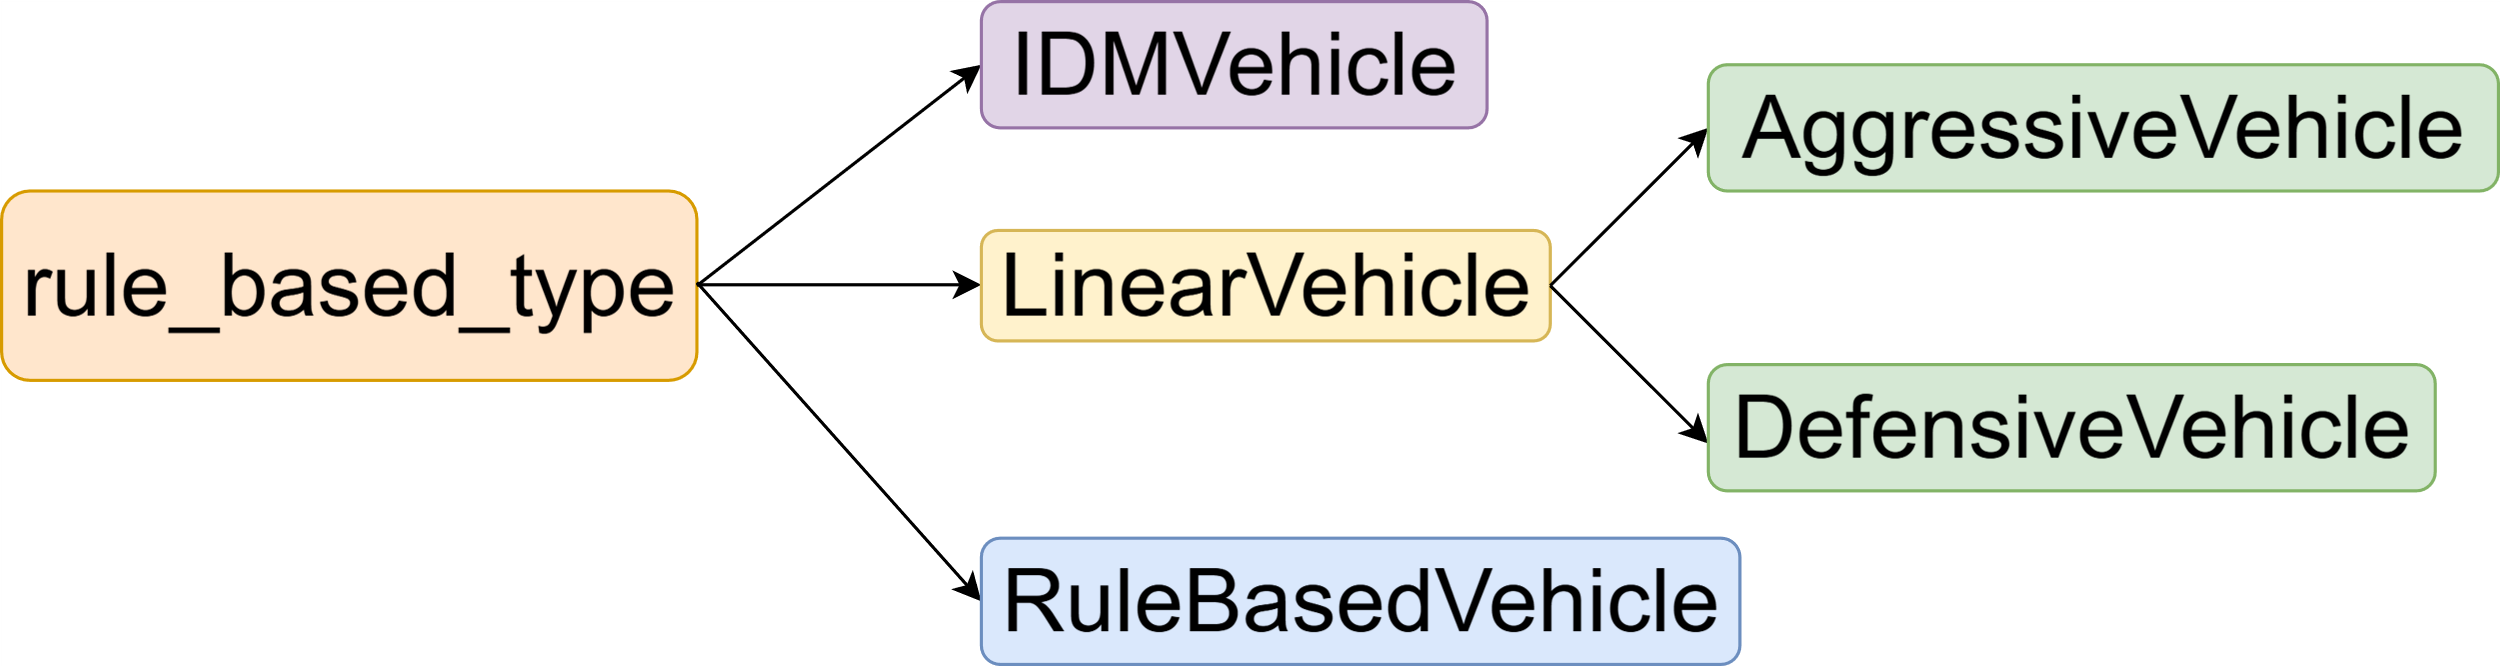 rule_based_type
IDMVehicle
LinearVehicle
RuleBasedVehicle
AggressiveVehicle
DefensiveVehicle